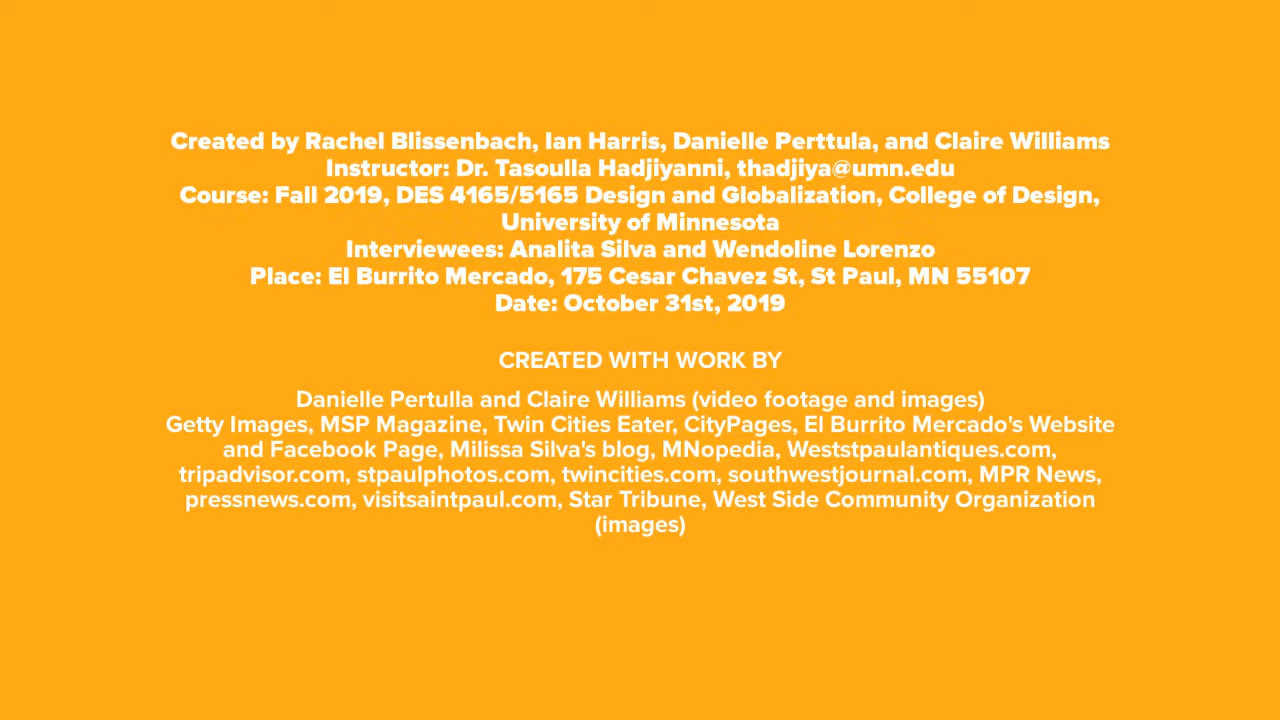 Created by Rachel Blissenbach, Ian Harris, Danielle Perttula, and Claire Williams
Instructor: Dr. Tasoulla Hadjiyanni, thadjiya@umn.edu
Course: Fall 2019, DES 4165/5165 Design and Globalization, College of Design,
University of Minnesota
Interviewees: Analita Silva and Wendoline Lorenzo
Place: El Burrito Mercado, 175 Cesar Chavez St, St Paul, MN 55107
Date: October 31st, 2019
CREATED WITH WORK BY
Danielle Pertulla and Claire Williams (video footage and images)
Getty Images, MSP Magazine, Twin Cities Eater, CityPages, El Burrito Mercado's Website
and Facebook Page, Milissa Silva's blog, MNopedia, Weststpaulantiques.com,
tripadvisor.com, stpaulphotos.com, twincities.com, southwestjournal.com, MPR News,
pressnews.com, visitsaintpaul.com, Star Tribune, West Side Community Organization
(images)